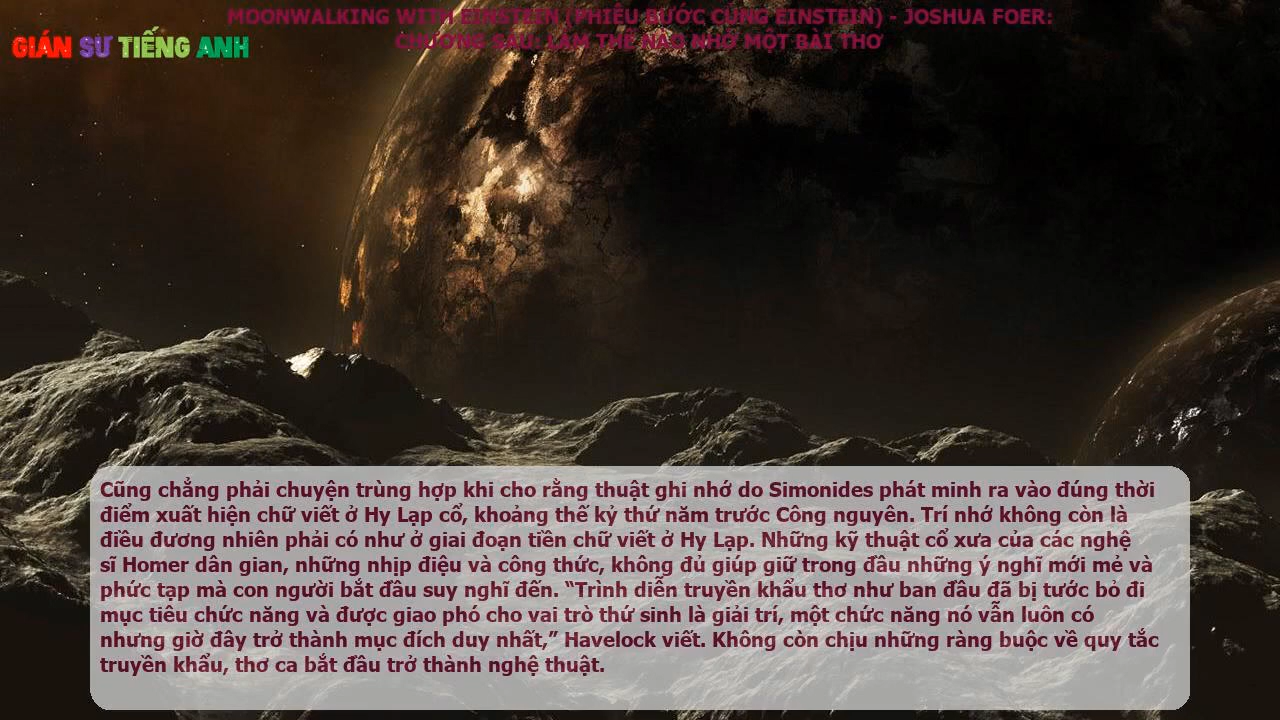 MOONWALKING WITH EINSTEIN (PHIÊU BƯỚC CÙNG EINSTEIN) - JOSHUA FOER:
CHƯƠNG SÁU: LÀM THẾ NÀO NHỚ MỘT BÀI THƠ
GIÁN SƯ TIẾNG ANH
Cũng chẳng phải chuyện trùng hợp khi cho rằng thuật ghi nhớ do Simonides phát minh ra vào đúng thời
điểm xuất hiện chữ viết ở Hy Lạp cổ, khoảng thế kỷ thứ năm trước Công nguyên. Trí nhớ không còn là
điều đương nhiên phải có như ở giai đoạn tiền chữ viết ở Hy Lạp. Những kỹ thuật cổ xưa của các nghệ
sĩ Homer dân gian, những nhịp điệu và công thức, không đủ giúp giữ trong đầu những ý nghĩ mới mẻ và
phức tạp mà con người bắt đầu suy nghĩ đến. “Trình diễn truyền khẩu thơ như ban đầu đã bị tước bỏ đi
mục tiêu chức năng và được giao phó cho vai trò thứ sinh là giải trí, một chức năng nó vẫn luôn có
nhưng giờ đây trở thành mục đích duy nhất,” Havelock viết. Không còn chịu những ràng buộc về quy tắc
truyền khẩu, thơ ca bắt đầu trở thành nghệ thuật.